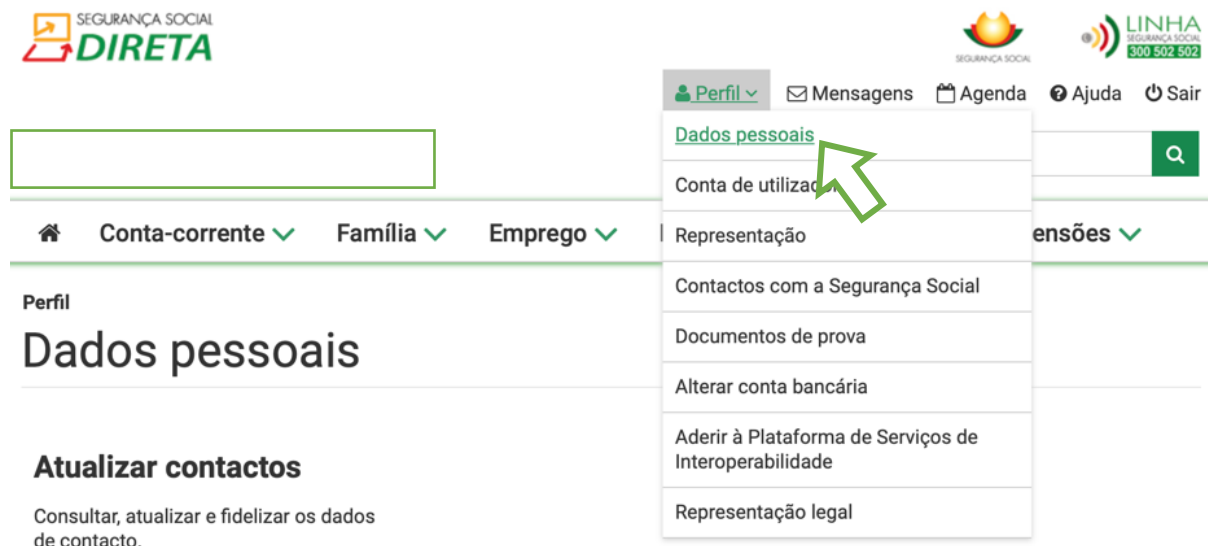 SEGURANÇA SOCIAL
DIRETA
SEGURANÇA SOCIAL
LINHA
SEGURANÇA SOCIAL
300 502 502
Perfil Mensagens Agenda Ajuda Sair
Dados pessoais
Conta de utilizador
Conta-corrente Família Emprego ensões
Representação
Contactos com a Segurança Social
Documentos de prova
Alterar conta bancária
Aderir à Plataforma de Serviços de
Interoperabilidade
Representação legal
Perfil
Dados pessoais
Atualizar contactos
Consultar, atualizar e fidelizar os dados
de contacto.